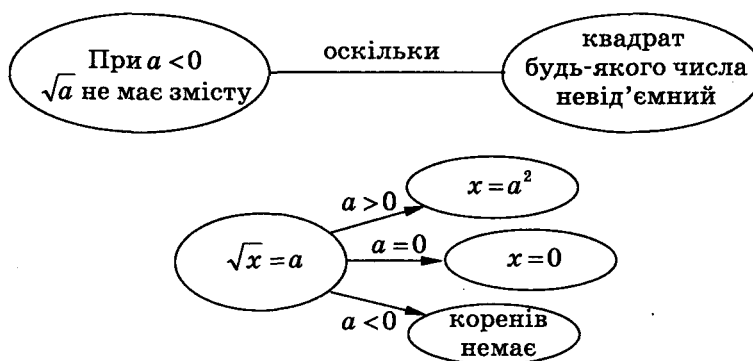 При a < 0
√a не має змісту
оскільки
квадрат
будь-якого числа
невід'ємний
√x = a
a > 0
x = a²
a = 0
x = 0
a < 0
коренів
немає